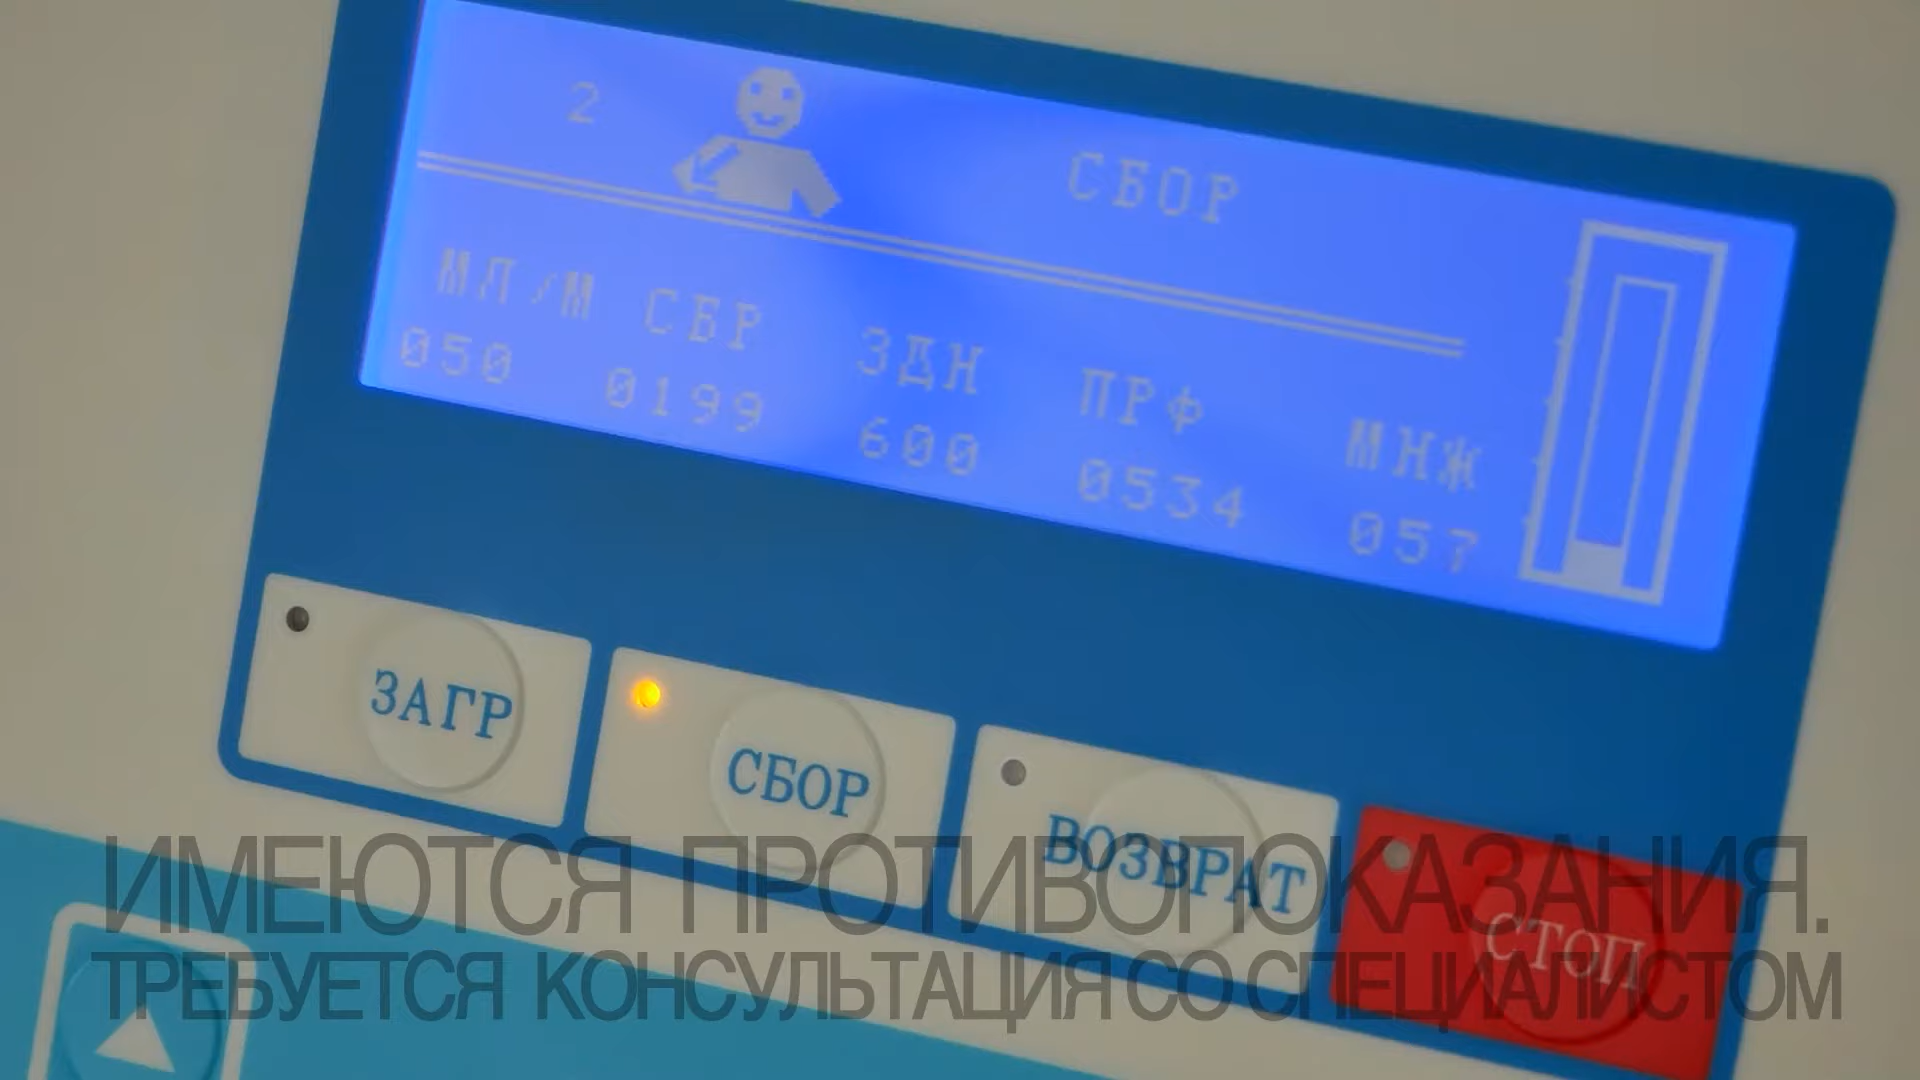 2 СБОР
МЛ/М СБР ЗДН ПРФ МНЖ
050 0199 600 0534 057
ЗАГР СБОР ВОЗВРАТ СТОП
ИМЕЮТСЯ ПРОТИВОПОКАЗАНИЯ.
ТРЕБУЕТСЯ КОНСУЛЬТАЦИЯ СО СПЕЦИАЛИСТОМ